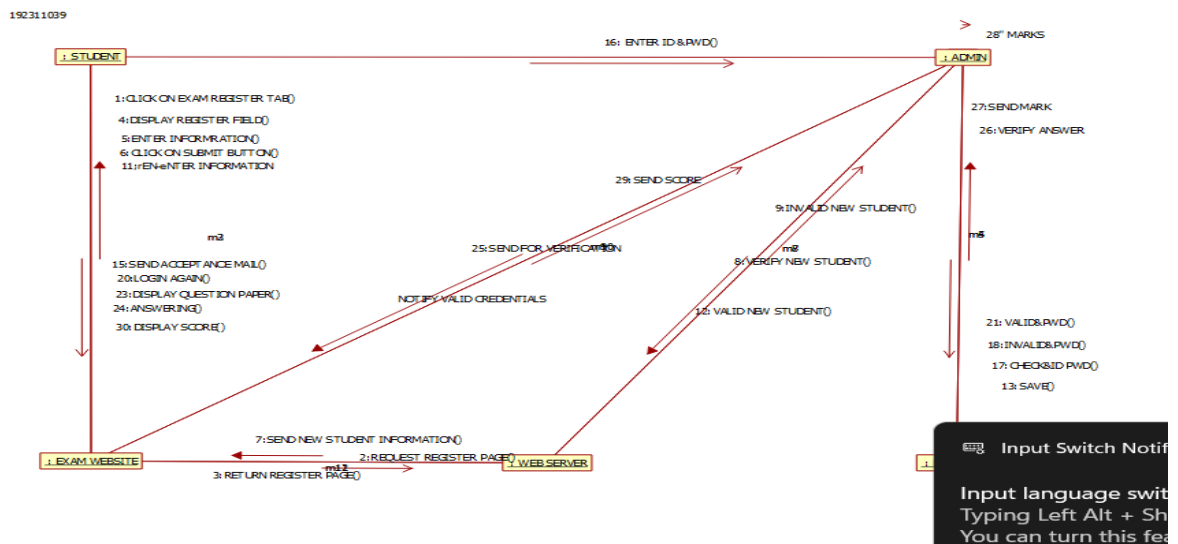 192311039
28" MARKS
16: ENTER ID & PWD()
: STUDENT
: ADMIN
1:CLICK ON EXAM REGISTER TAB()
27:SEND MARK
4:DISPLAY REGISTER FIELD()
26: VERIFY ANSWER
5:ENTER INFORMRATION()
6: CLICK ON SUBMIT BUTTON()
11:rEN-eNTER INFORMATION
29: SEND SCORE
9:INVALID NEW STUDENT()
25:SEND FOR VERIFICATION
8:VERIFY NEW STUDENT()
15:SEND ACCEPTANCE MAIL()
20:LOGIN AGAIN()
23:DISPLAY QUESTION PAPER()
24:ANSWERING()
30: DISPLAY SCORE()
NOTIFY VALID CREDENTIALS
12: VALID NEW STUDENT()
21: VALID&PWD()
18:INVALID&PWD()
17: CHECK&ID PWD()
13: SAVE()
7:SEND NEW STUDENT INFORMATION()
2:REQUEST REGISTER PAGE()
: EXAM WEBSITE
: WEB SERVER
3:RETURN REGISTER PAGE()
Input Switch Notif
Input language swit
Typing Left Alt + Sh
You can turn this fea